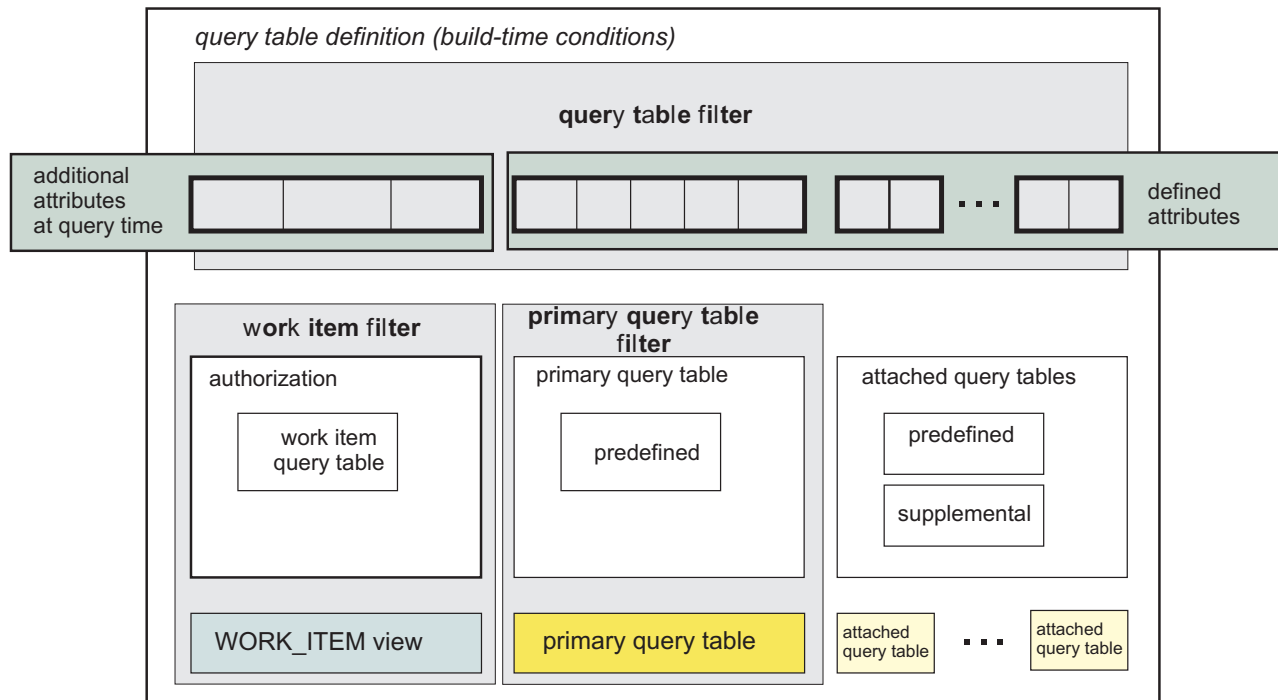 query table definition (build-time conditions)
query table filter
additional
attributes
at query time
defined
attributes
work item filter
authorization
work item
query table
WORK_ITEM view
primary query table
filter
primary query table
predefined
primary query table
attached query tables
predefined
supplemental
attached
query table
attached
query table